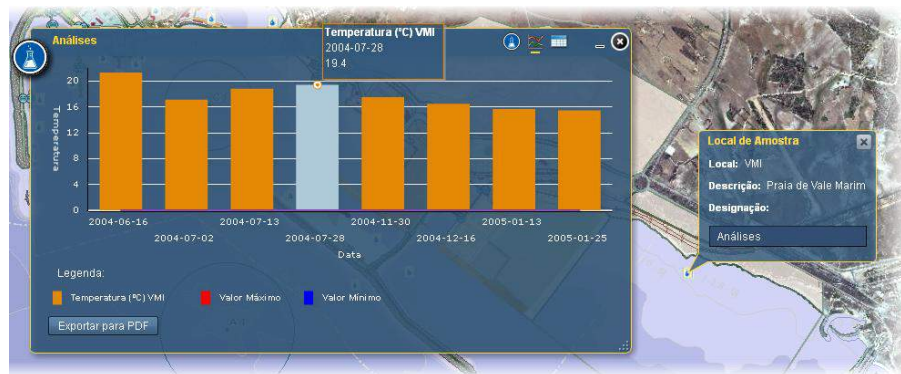 Análises
Temperatura (°C) VMI
2004-07-28
19.4
20
16
12
8
4
0
Temperatura
2004-06-16
2004-07-02
2004-07-13
2004-07-28
2004-11-30
2004-12-16
2005-01-13
2005-01-25
Data
Legenda:
Temperatura (ºC) VMI
Valor Máximo
Valor Mínimo
Exportar para PDF
Local de Amostra
Local: VMI
Descrição: Praia de Vale Marim
Designação:
Análises